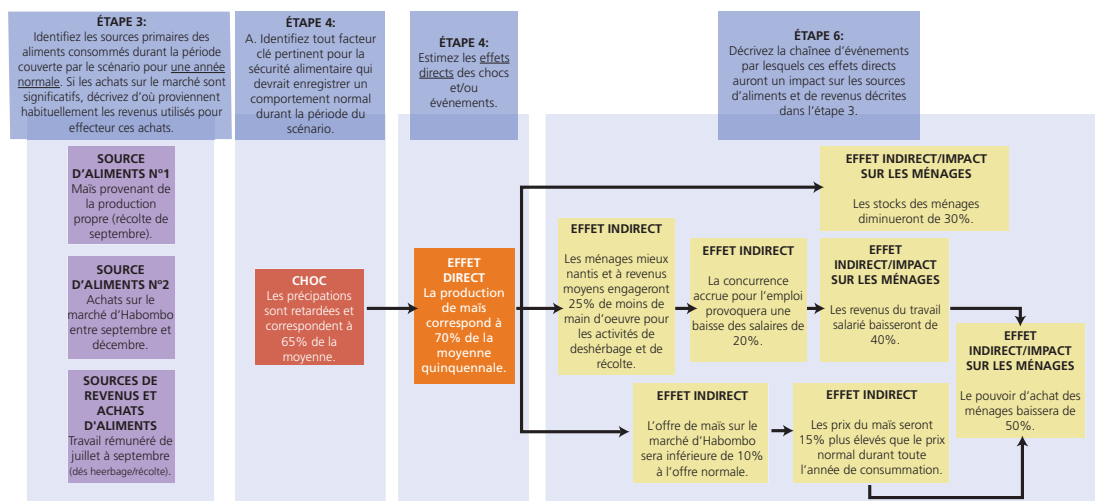 ÉTAPE 3:
Identifiez les sources primaires des
aliments consommés durant la période
couverte par le scénario pour une année
normale. Si les achats sur le marché sont
significatifs, décrivez d'où proviennent
habituellement les revenus utilisés pour
effecteur ces achats.
SOURCE
D'ALIMENTS Nº1
Maïs provenant de
la production
propre (récolte de
septembre).
SOURCE
D'ALIMENTS Nº2
Achats sur le
marché d'Habombo
entre septembre et
décembre.
SOURCES DE
REVENUS ET
ACHATS
D'ALIMENTS
Travail rémunéré de
juillet à septembre
(dés heerbage/récolte).
ÉTAPE 4:
A. Identifiez tout facteur
clé pertinent pour la
sécurité alimentaire qui
devrait enregistrer un
comportement normal
durant la période du
scénario.
CHOC
Les précipations
sont retardées et
correspondent à
65% de la
moyenne.
ÉTAPE 4:
Estimez les effets
directs des chocs
et/ou
événements.
EFFET
DIRECT
La production
de maïs
correspond à
70% de la
moyenne
quinquennale.
ÉTAPE 6:
Décrivez la chaînee d'événements
par lesquels ces effets directs
auront un impact sur les sources
d'aliments et de revenus décrites
dans l'étape 3.
EFFET INDIRECT/IMPACT
SUR LES MÉNAGES
Les stocks des ménages
diminueront de 30%.
EFFET INDIRECT
Les ménages mieux
nantis et à revenus
moyens engageront
25% de moins de
main d'oeuvre pour
les activités de
deshérbage et de
récolte.
EFFET INDIRECT
La concurrence
accrue pour l'emploi
provoquera une
baisse des salaires de
20%.
EFFET
INDIRECT/IMPACT
SUR LES MÉNAGES
Les revenus du travail
salarié baisseront de
40%.
EFFET
INDIRECT/IMPACT
SUR LES MÉNAGES
Le pouvoir d'achat des
ménages baissera de
50%.
EFFET INDIRECT
L'offre de maïs sur le
marché d'Habombo
sera inférieure de 10%
à l'offre normale.
EFFET INDIRECT
Les prix du maïs seront
15% plus élevés que le prix
normal durant toute
l'année de consummation.